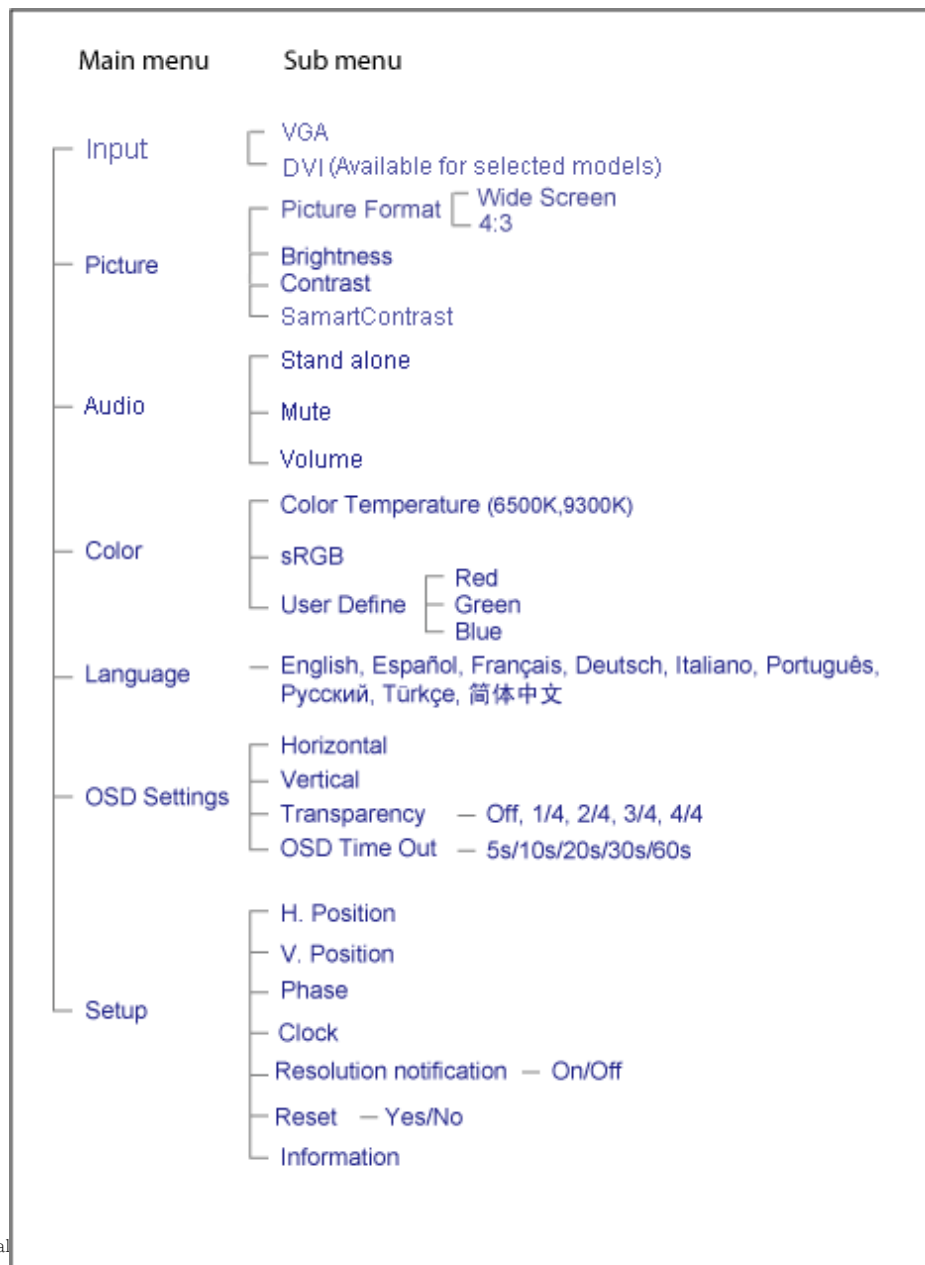 Main menu Sub menu
Input
VGA
DVI (Available for selected models)
Picture
Picture Format
Wide Screen
4:3
Brightness
Contrast
SamartContrast
Audio
Stand alone
Mute
Volume
Color
Color Temperature (6500K,9300K)
sRGB
User Define
Red
Green
Blue
Language
English, Español, Français, Deutsch, Italiano, Português,
Русский, Türkçe, 简体中文
OSD Settings
Horizontal
Vertical
Transparency — Off, 1/4, 2/4, 3/4, 4/4
OSD Time Out — 5s/10s/20s/30s/60s
Setup
H. Position
V. Position
Phase
Clock
Resolution notification — On/Off
Reset — Yes/No
Information